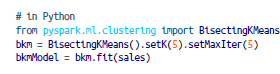 # in Python
from pyspark.ml.clustering import BisectingKMeans
bkm = BisectingKMeans().setK(5).setMaxIter(5)
bkmModel = bkm.fit(sales)